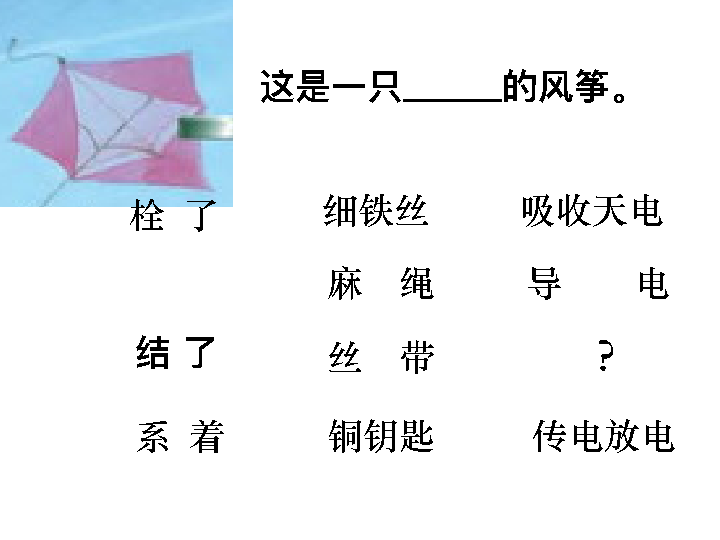 这是一只______的风筝。
栓 了 细铁丝 吸收天电
麻 绳 导 电
结 了 丝 带 ?
系 着 铜钥匙 传电放电